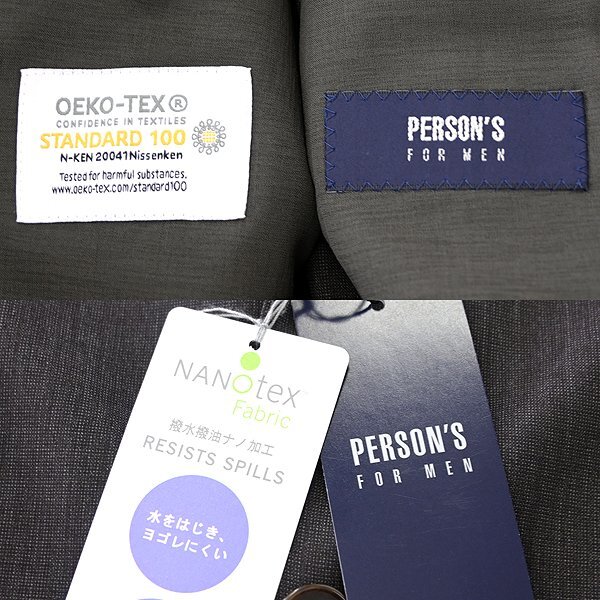 OEKO-TEX®
CONFIDENCE IN TEXTILES
STANDARD 100
N-KEN 20041 Nissenken
Tested for harmful substances.
www.oeko-tex.com/standard100
PERSON'S
FOR MEN
NANOtex
Fabric
撥水撥油ナノ加工
RESISTS SPILLS
水をはじき、
ヨゴレにくい
PERSON'S
FOR MEN